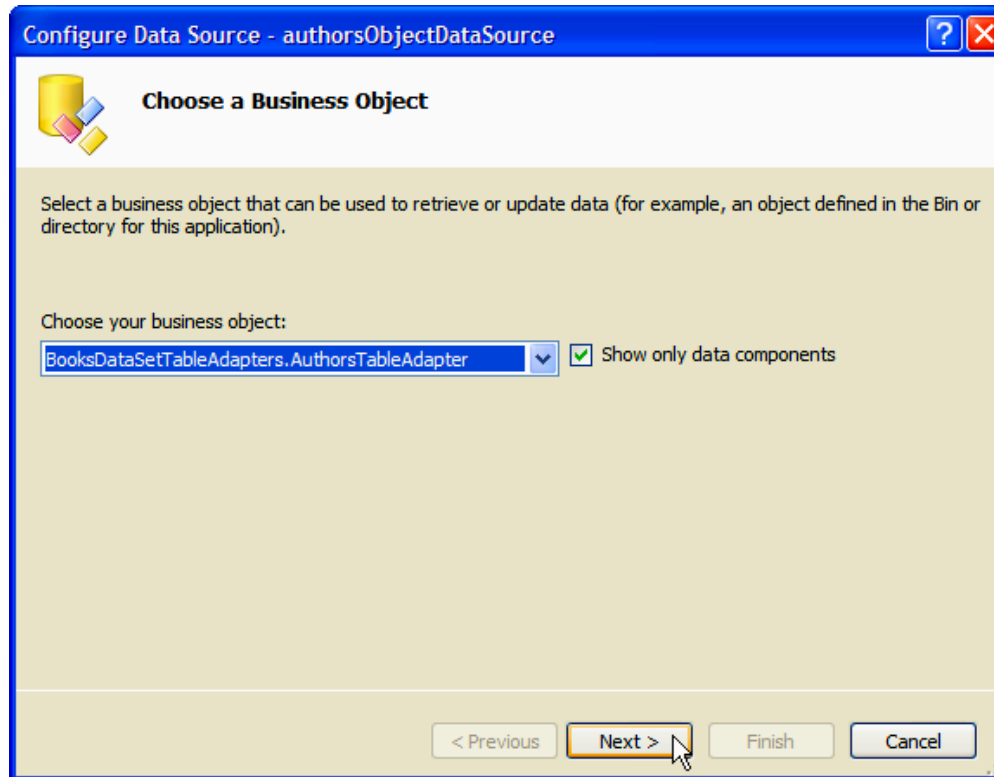 Configure Data Source - authorsObjectDataSource
?
Choose a Business Object
Select a business object that can be used to retrieve or update data (for example, an object defined in the Bin or
directory for this application).
Choose your business object:
BooksDataSetTableAdapters.AuthorsTableAdapter
Show only data components
< Previous
Next >
Finish
Cancel